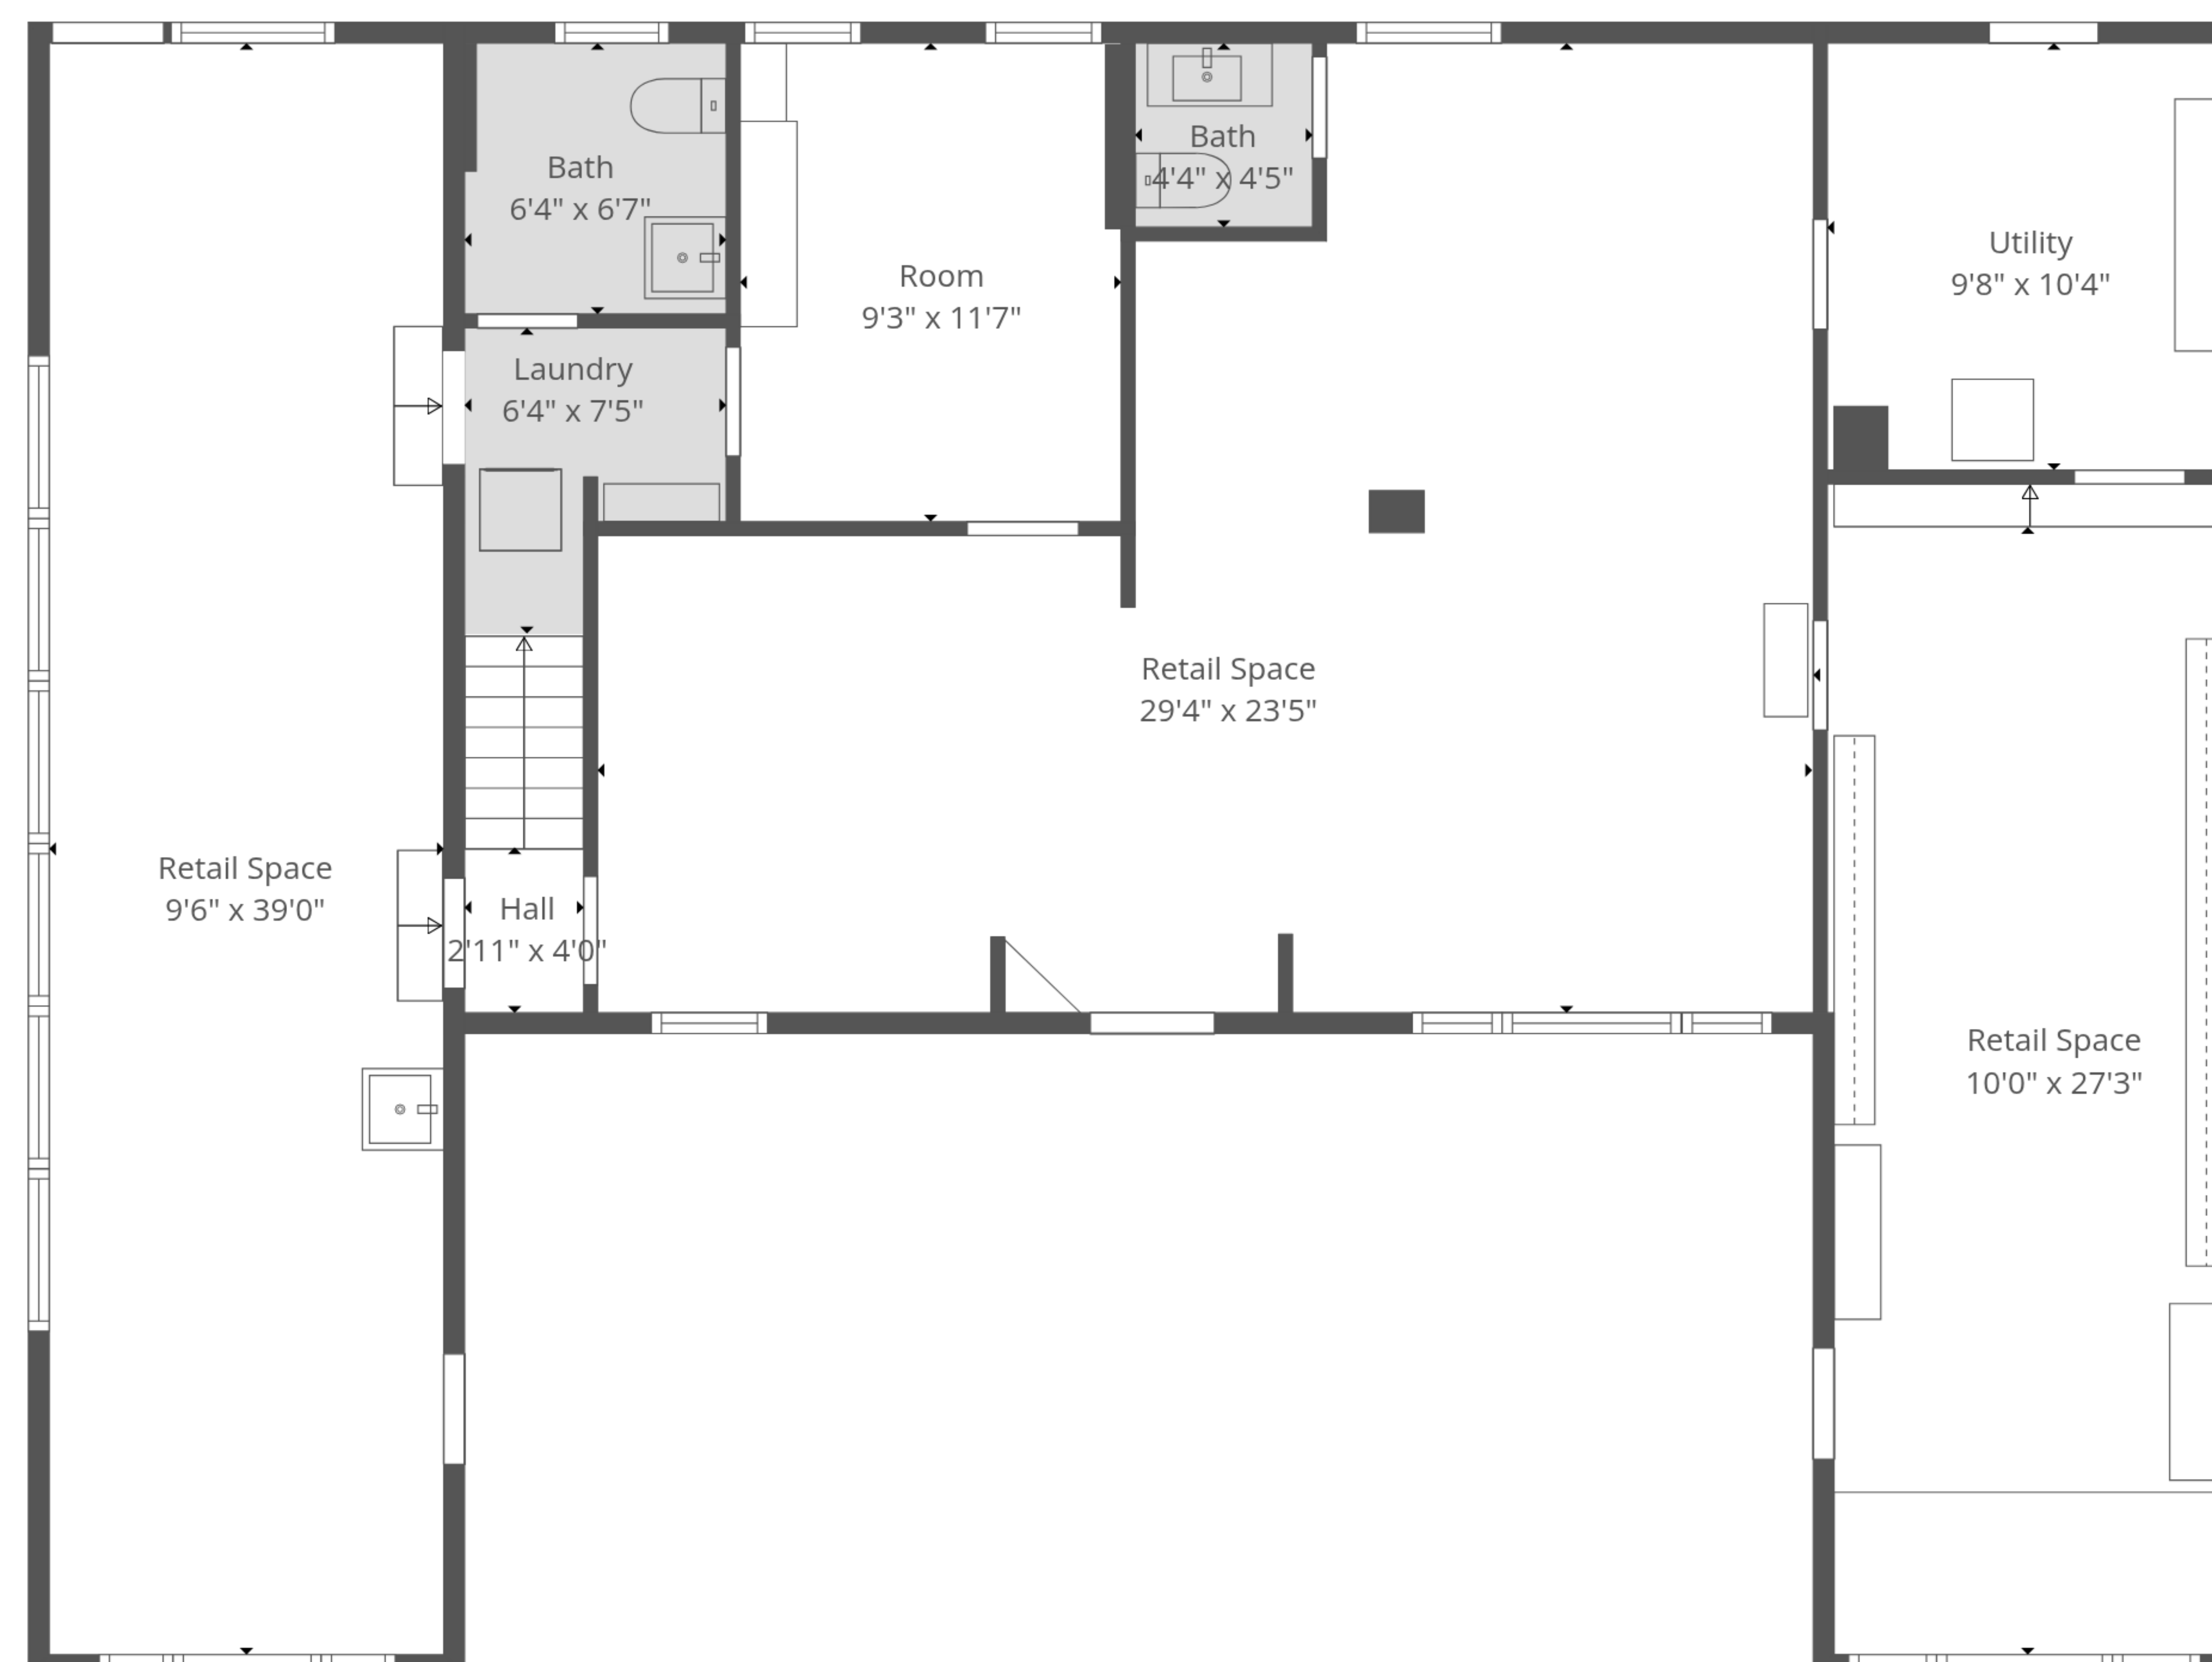 Bath
6'4" x 6'7"
Bath
4'4" x 4'5"
Room
9'3" x 11'7"
Utility
9'8" x 10'4"
Laundry
6'4" x 7'5"
Retail Space
29'4" x 23'5"
Retail Space
9'6" x 39'0"
Hall
2'11" x 4'0"
Retail Space
10'0" x 27'3"